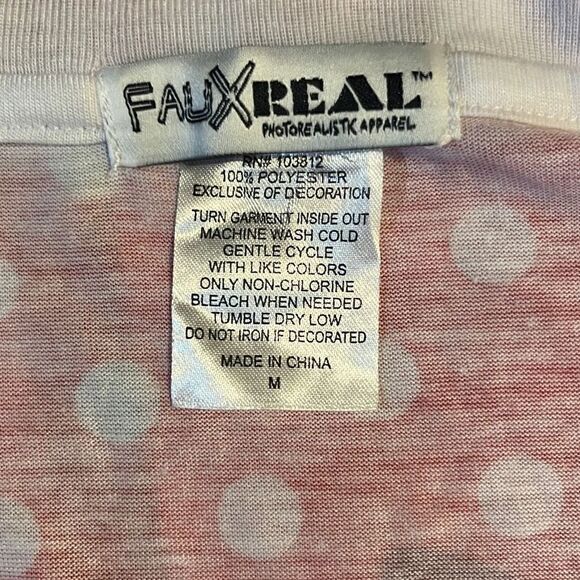 FAUXREAL™
PHOTOREALISTIC APPAREL
RN# 103812
100% POLYESTER
EXCLUSIVE OF DECORATION
TURN GARMENT INSIDE OUT
MACHINE WASH COLD
GENTLE CYCLE
WITH LIKE COLORS
ONLY NON-CHLORINE
BLEACH WHEN NEEDED
TUMBLE DRY LOW
DO NOT IRON IF DECORATED
MADE IN CHINA
M